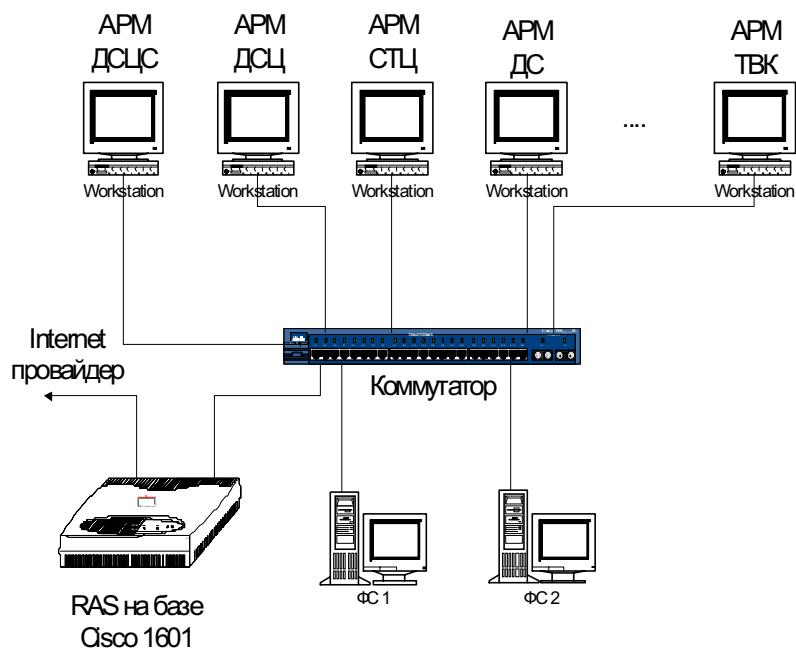 АРМ
ДСЦС
АРМ
ДСЦ
АРМ
СТЦ
АРМ
ДС
АРМ
ТВК
....
Workstation
Workstation
Workstation
Workstation
Workstation
Internet
провайдер
Коммутатор
RAS на базе
Cisco 1601
ФС 1
ФС 2